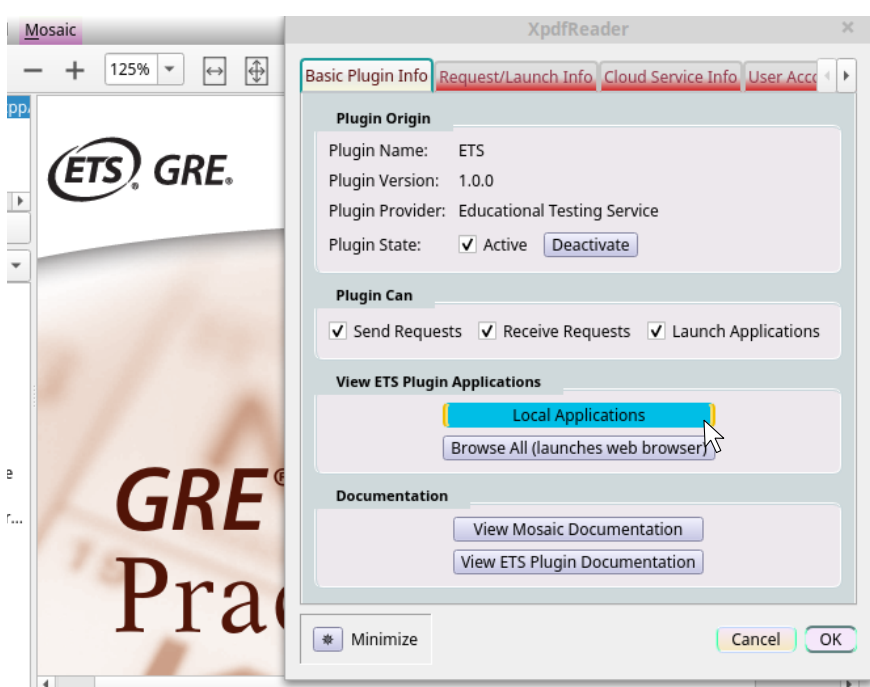 Mosaic
XpdfReader
125%
Basic Plugin Info
Request/Launch Info
Cloud Service Info
User Acc
pp
ETS® GRE®
Plugin Origin
Plugin Name: ETS
Plugin Version: 1.0.0
Plugin Provider: Educational Testing Service
Plugin State: Active Deactivate
Plugin Can
Send Requests Receive Requests Launch Applications
View ETS Plugin Applications
Local Applications
Browse All (launches web browser)
e
r...
GRE®
Prac
Documentation
View Mosaic Documentation
View ETS Plugin Documentation
Minimize
Cancel
OK